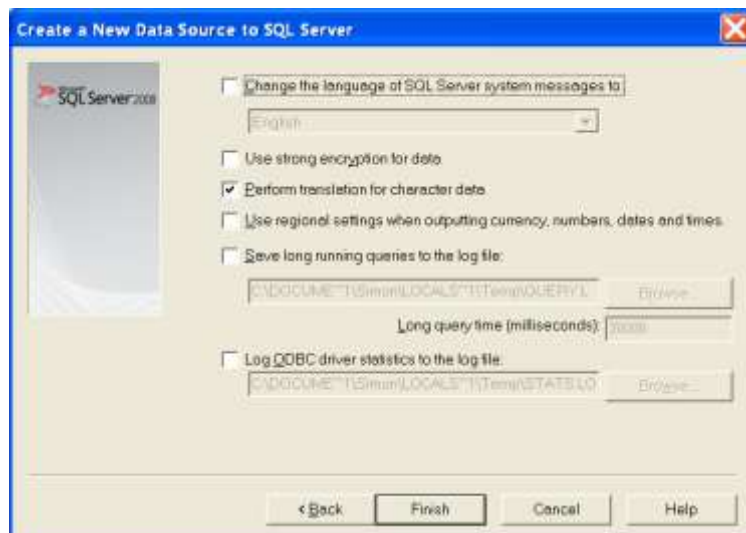 Create a New Data Source to SQL Server
SQL Server 2008
Change the language of SQL Server system messages to:
English
Use strong encryption for data
Perform translation for character data
Use regional settings when outputting currency, numbers, dates and times.
Save long running queries to the log file:
C:\DOCUME~1\Simon\LOCALS~1\Temp\QUERY.L
Browse...
Long query time (milliseconds):
Log ODBC driver statistics to the log file:
C:\DOCUME~1\Simon\LOCALS~1\Temp\STATS.LO
Browse...
< Back
Finish
Cancel
Help